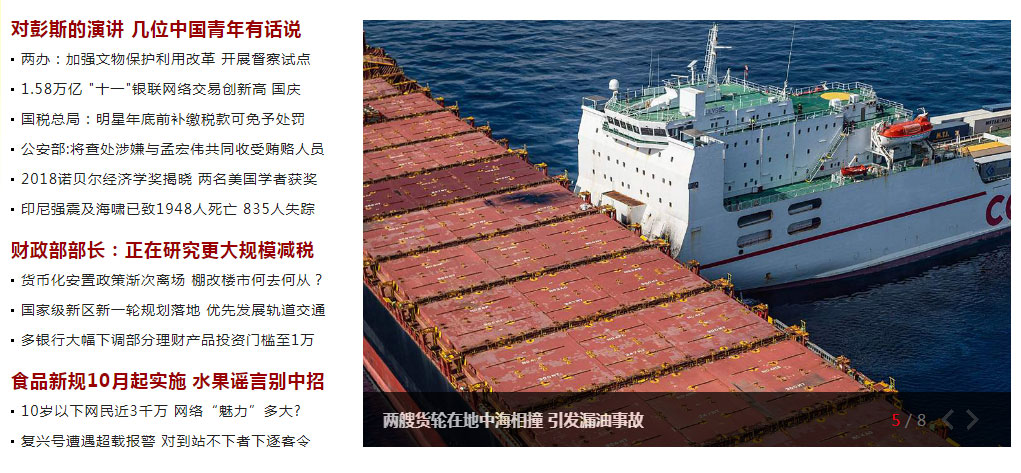 对彭斯的演讲 几位中国青年有话说
两办：加强文物保护利用改革 开展督察试点
1.58万亿 "十一"银联网络交易创新高 国庆
国税总局：明星年底前补缴税款可免予处罚
公安部:将查处涉嫌与孟宏伟共同收受贿赂人员
2018诺贝尔经济学奖揭晓 两名美国学者获奖
印尼强震及海啸已致1948人死亡 835人失踪
财政部部长：正在研究更大规模减税
货币化安置政策渐次离场 棚改楼市何去何从？
国家级新区新一轮规划落地 优先发展轨道交通
多银行大幅下调部分理财产品投资门槛至1万
食品新规10月起实施 水果谣言别中招
10岁以下网民近3千万 网络“魅力”多大?
复兴号遭遇超载报警 对到站不下者下逐客令
两艘货轮在地中海相撞 引发漏油事故
5 / 8